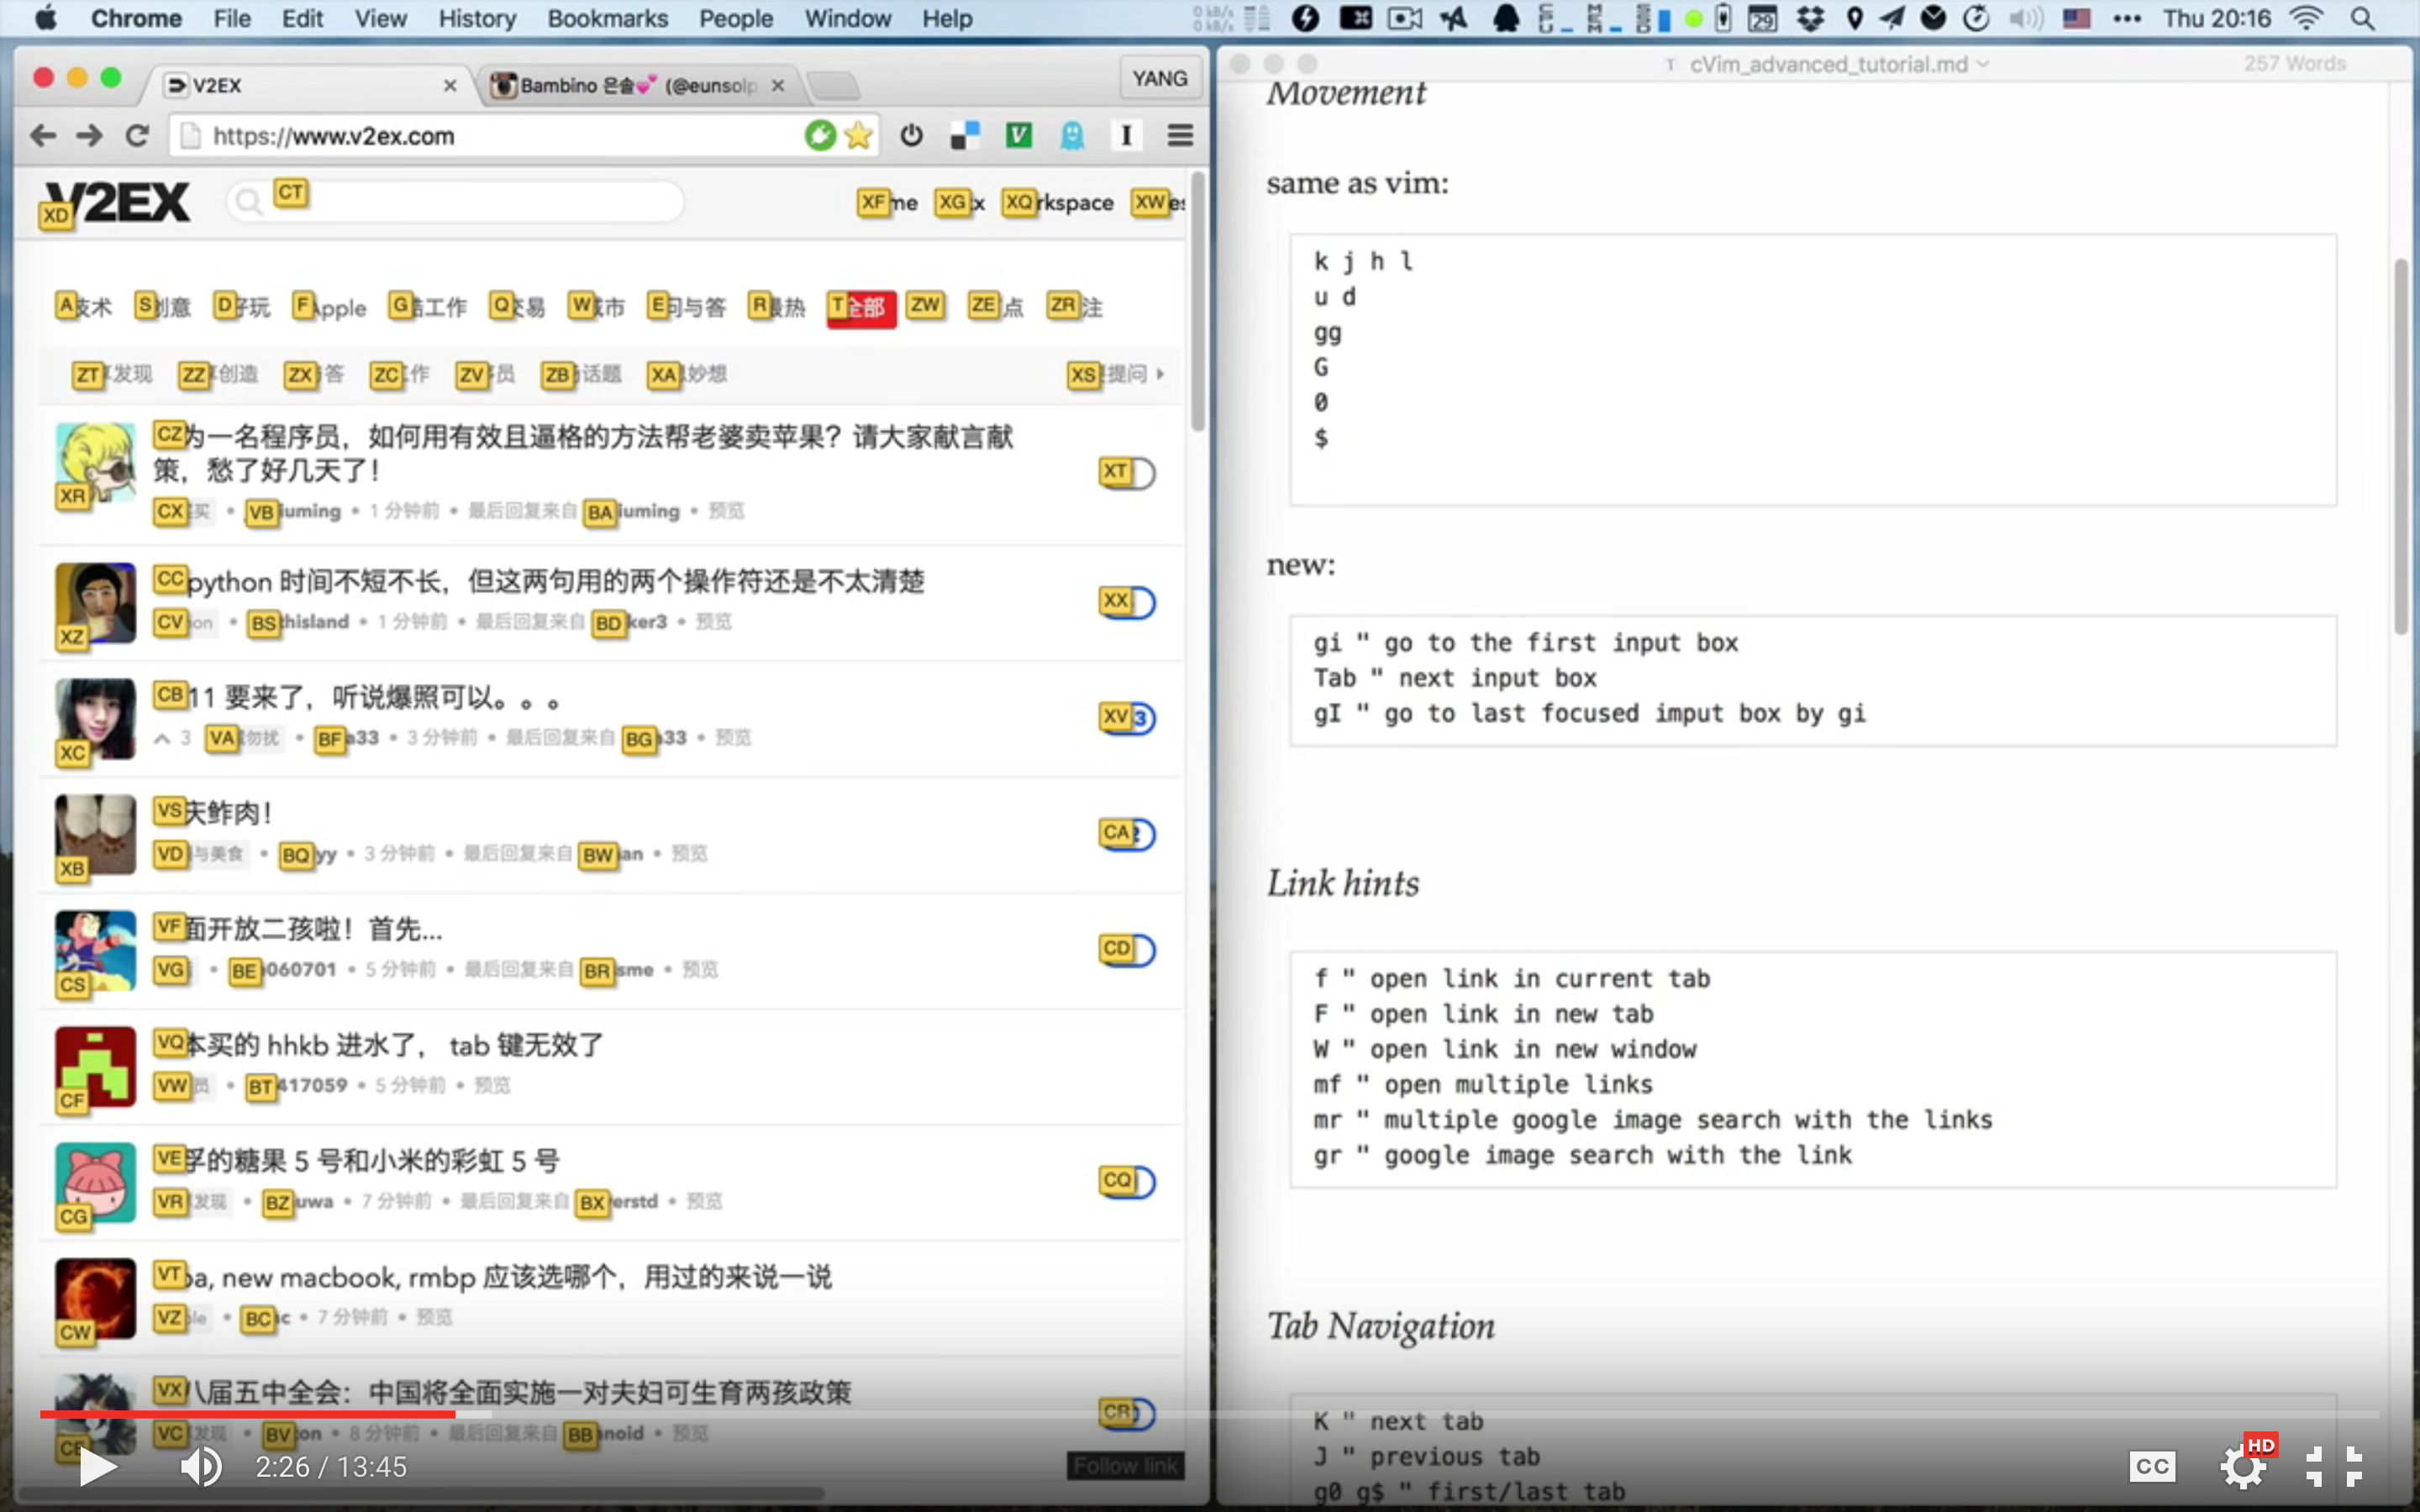 Chrome File Edit View History Bookmarks People Window Help
0 kB/s
0 kB/s
29
Thu 20:16
V2EX
Bambino 은솔💕 (@eunsolp
YANG
https://www.v2ex.com
V2EX
XD
CT
XF me XG x XQ rkspace XW es
A 技术 S 创意 D 好玩 F Apple G 酷工作 Q 交易 W 城市 E 问与答 R 最热 T 全部 ZW ZE 点 ZR 注
ZT 发现 ZZ 创造 ZX 答 ZC 作 ZV 员 ZB 话题 XA 妙想 XS 提问
CZ 为一名程序员，如何用有效且逼格的方法帮老婆卖苹果？请大家献言献
策，愁了好几天了！
XR
XT
CX 买 • VB iuming • 1 分钟前 • 最后回复来自 BA iuming • 预览
CC python 时间不短不长，但这两句用的两个操作符还是不太清楚
XX
XZ
CV on • BS thisland • 1 分钟前 • 最后回复来自 BD ker3 • 预览
CB 11 要来了，听说爆照可以。。。
XV 3
XC
3 VA 勿扰 • BF a33 • 3 分钟前 • 最后回复来自 BG 33 • 预览
VS 天鲊肉！
CA 2
XB
VD 与美食 • BQ yy • 3 分钟前 • 最后回复来自 BW an • 预览
VF 面开放二孩啦！首先...
CD
CS
VG • BE 060701 • 5 分钟前 • 最后回复来自 BR sme • 预览
VQ 本买的 hhkb 进水了， tab 键无效了
CF
VW 员 • BT 417059 • 5 分钟前 • 预览
VE 孚的糖果 5 号和小米的彩虹 5 号
CQ
CG
VR 发现 • BZ uwa • 7 分钟前 • 最后回复来自 BX erstd • 预览
VT ba, new macbook, rmbp 应该选哪个，用过的来说一说
CW
VZ le • BC c • 7 分钟前 • 预览
VX 八届五中全会：中国将全面实施一对夫妇可生育两孩政策
CR
CE
VC 发现 • BV on • 8 分钟前 • 最后回复来自 BB noid • 预览
Follow link
2:26 / 13:45
cVim_advanced_tutorial.md
257 Words
Movement
same as vim:
k j h l
u d
gg
G
0
$
new:
gi " go to the first input box
Tab " next input box
gI " go to last focused imput box by gi
Link hints
f " open link in current tab
F " open link in new tab
W " open link in new window
mf " open multiple links
mr " multiple google image search with the links
gr " google image search with the link
Tab Navigation
K " next tab
J " previous tab
g0 g$ " first/last tab
CC
HD